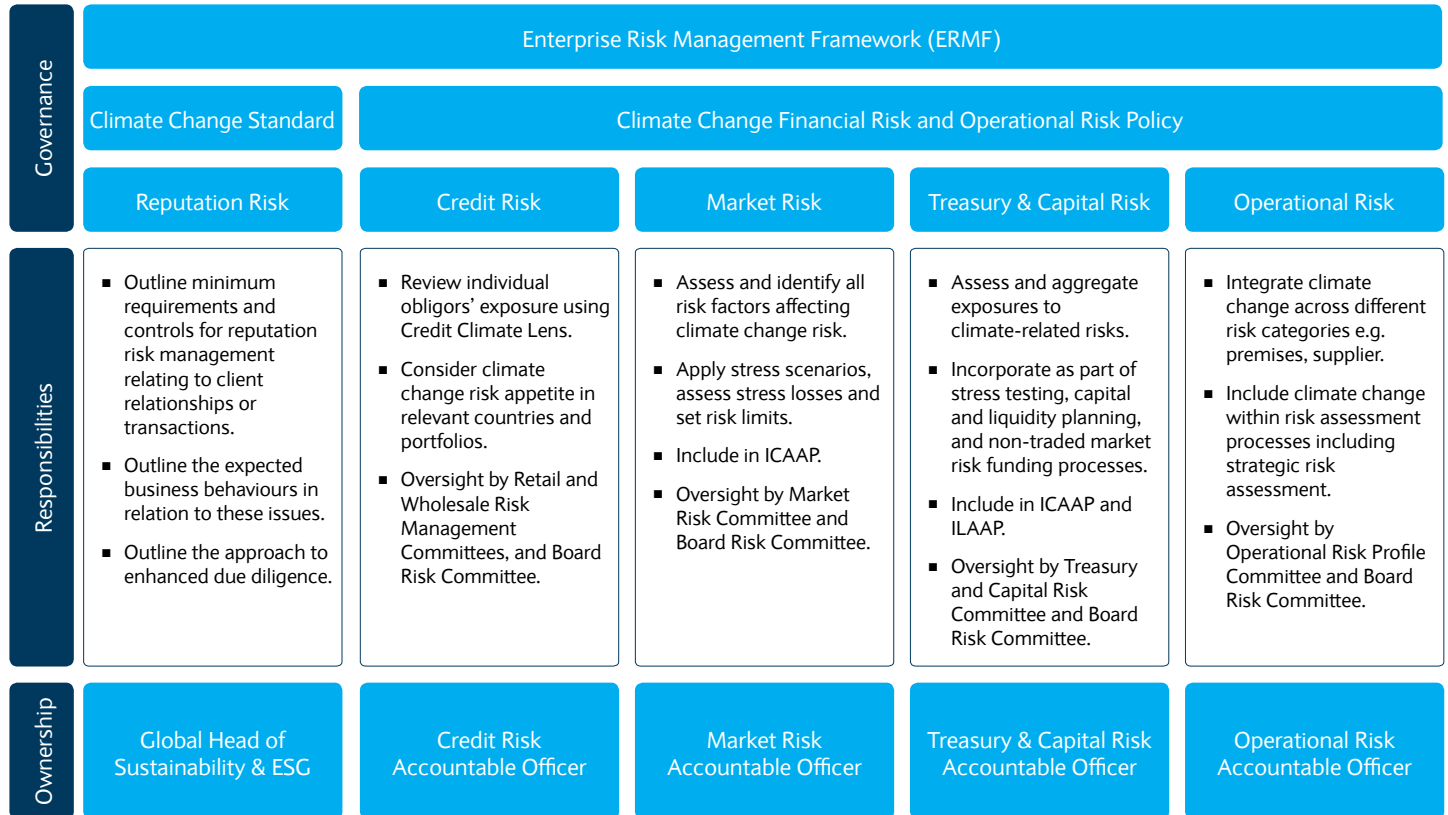 Governance
Enterprise Risk Management Framework (ERMF)
Climate Change Standard
Climate Change Financial Risk and Operational Risk Policy
Reputation Risk
Credit Risk
Market Risk
Treasury & Capital Risk
Operational Risk
Responsibilities
▪ Outline minimum
requirements and
controls for reputation
risk management
relating to client
relationships or
transactions.
▪ Outline the expected
business behaviours in
relation to these issues.
▪ Outline the approach to
enhanced due diligence.
▪ Review individual
obligors’ exposure using
Credit Climate Lens.
▪ Consider climate
change risk appetite in
relevant countries and
portfolios.
▪ Oversight by Retail and
Wholesale Risk
Management
Committees, and Board
Risk Committee.
▪ Assess and identify all
risk factors affecting
climate change risk.
▪ Apply stress scenarios,
assess stress losses and
set risk limits.
▪ Include in ICAAP.
▪ Oversight by Market
Risk Committee and
Board Risk Committee.
▪ Assess and aggregate
exposures to
climate-related risks.
▪ Incorporate as part of
stress testing, capital
and liquidity planning,
and non-traded market
risk funding processes.
▪ Include in ICAAP and
ILAAP.
▪ Oversight by Treasury
and Capital Risk
Committee and Board
Risk Committee.
▪ Integrate climate
change across different
risk categories e.g.
premises, supplier.
▪ Include climate change
within risk assessment
processes including
strategic risk
assessment.
▪ Oversight by
Operational Risk Profile
Committee and Board
Risk Committee.
Ownership
Global Head of
Sustainability & ESG
Credit Risk
Accountable Officer
Market Risk
Accountable Officer
Treasury & Capital Risk
Accountable Officer
Operational Risk
Accountable Officer